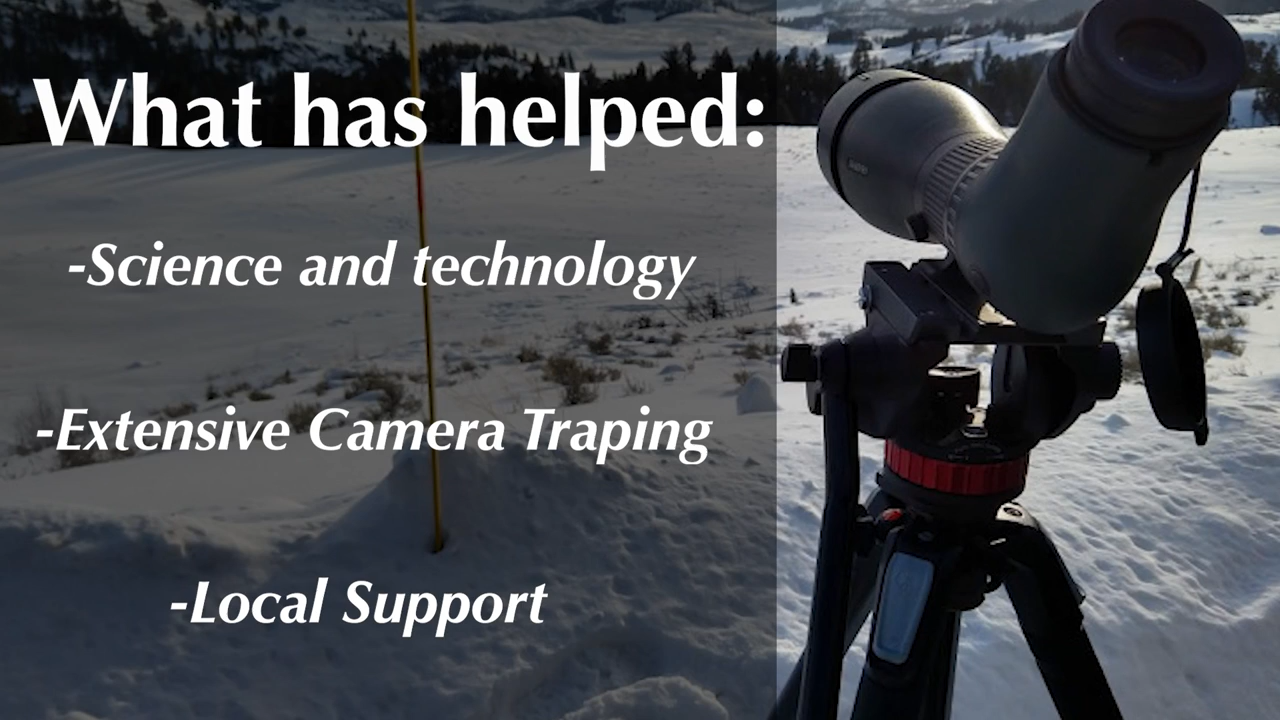 What has helped:
-Science and technology
-Extensive Camera Traping
-Local Support